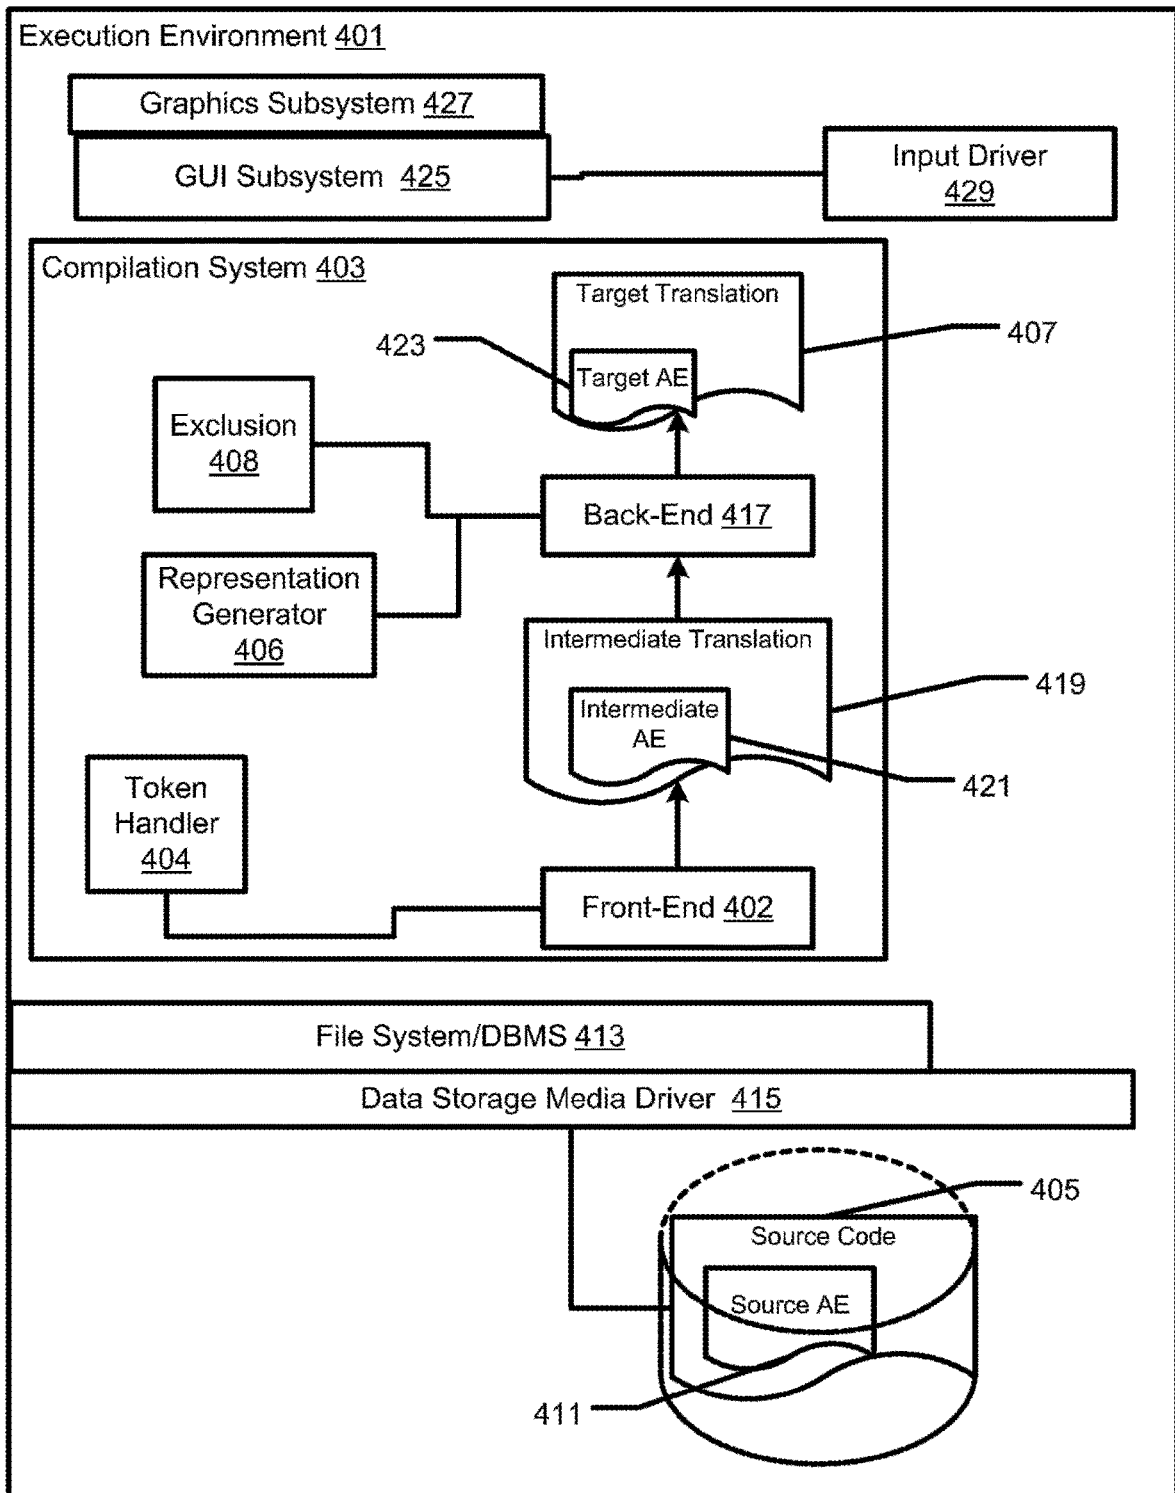 Execution Environment 401
Graphics Subsystem 427
GUI Subsystem 425
Input Driver
429
Compilation System 403
Target Translation
407
423
Target AE
Exclusion
408
Back-End 417
Representation
Generator
406
Intermediate Translation
419
Intermediate
AE
421
Token
Handler
404
Front-End 402
File System/DBMS 413
Data Storage Media Driver 415
405
Source Code
Source AE
411